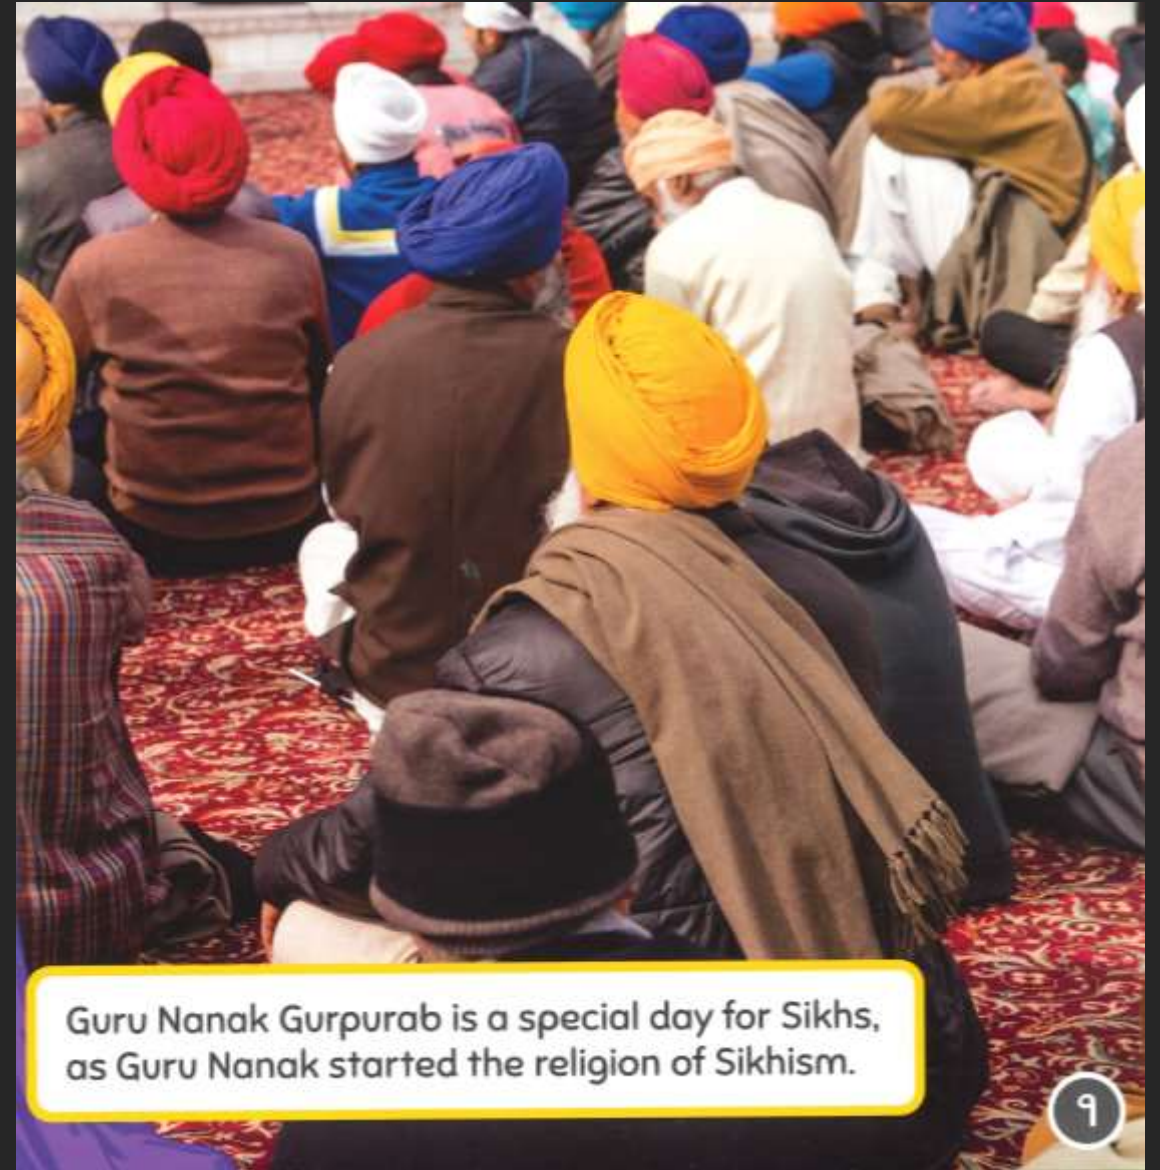 Guru Nanak Gurpurab is a special day for Sikhs,
as Guru Nanak started the religion of Sikhism.
9